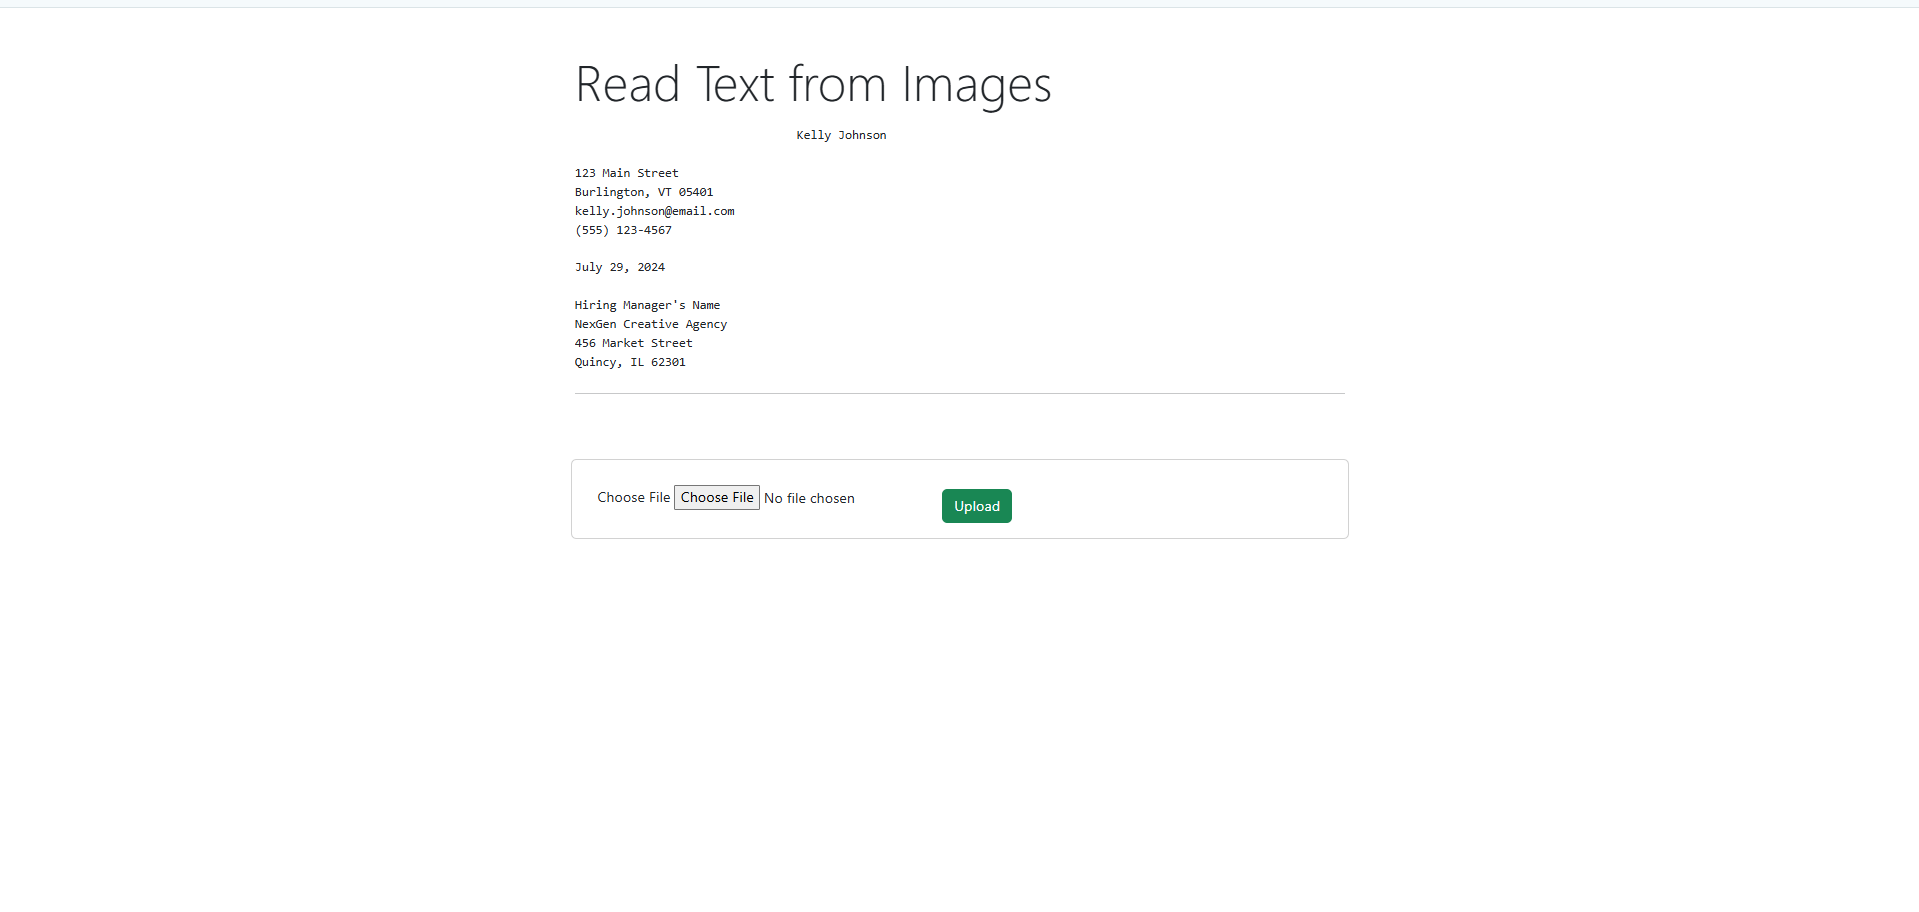 Read Text from Images
Kelly Johnson
123 Main Street
Burlington, VT 05401
kelly.johnson@email.com
(555) 123-4567
July 29, 2024
Hiring Manager's Name
NexGen Creative Agency
456 Market Street
Quincy, IL 62301
Choose File Choose File No file chosen Upload